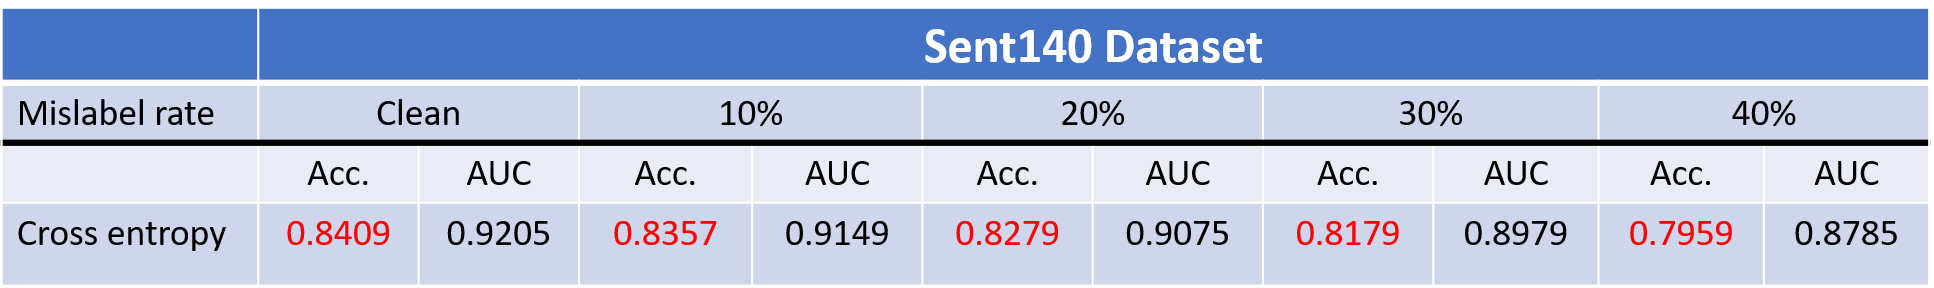 Sent140 Dataset
Mislabel rate Clean 10% 20% 30% 40%
Acc. AUC Acc. AUC Acc. AUC Acc. AUC Acc. AUC
Cross entropy 0.8409 0.9205 0.8357 0.9149 0.8279 0.9075 0.8179 0.8979 0.7959 0.8785